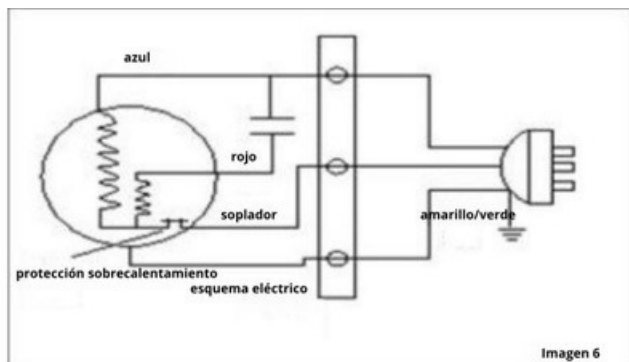 azul
rojo
soplador
amarillo/verde
protección sobrecalentamiento
esquema eléctrico
Imagen 6